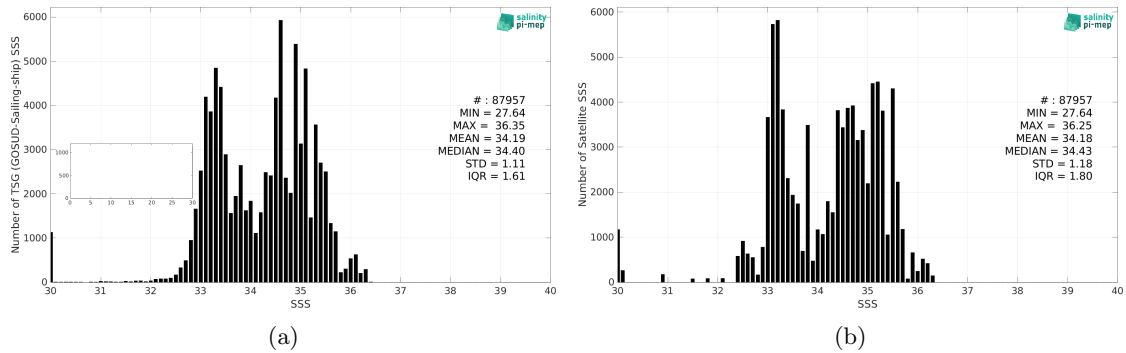 6000
5000
4000
3000
2000
1000
0
Number of TSG (GOSUD-Sailing-ship) SSS
salinity
pi-mep
# : 87957
MIN = 27.64
MAX = 36.35
MEAN = 34.19
MEDIAN = 34.40
STD = 1.11
IQR = 1.61
1000
500
0
0 5 10 15 20 25 30
30 31 32 33 34 35 36 37 38 39 40
SSS
(a)
6000
5000
4000
3000
2000
1000
0
Number of Satellite SSS
salinity
pi-mep
# : 87957
MIN = 27.64
MAX = 36.25
MEAN = 34.18
MEDIAN = 34.43
STD = 1.18
IQR = 1.80
30 31 32 33 34 35 36 37 38 39 40
SSS
(b)